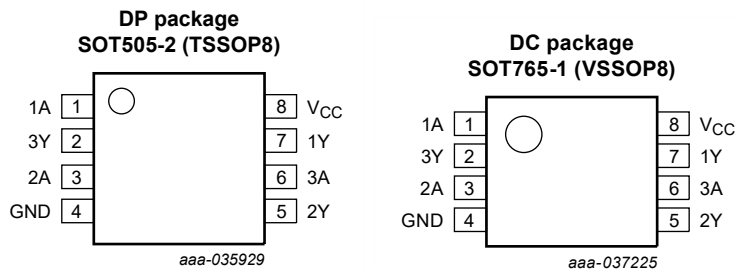 DP package
SOT505-2 (TSSOP8)
1A 1 8 VCC
3Y 2 7 1Y
2A 3 6 3A
GND 4 5 2Y
aaa-035929
DC package
SOT765-1 (VSSOP8)
1A 1 8 VCC
3Y 2 7 1Y
2A 3 6 3A
GND 4 5 2Y
aaa-037225